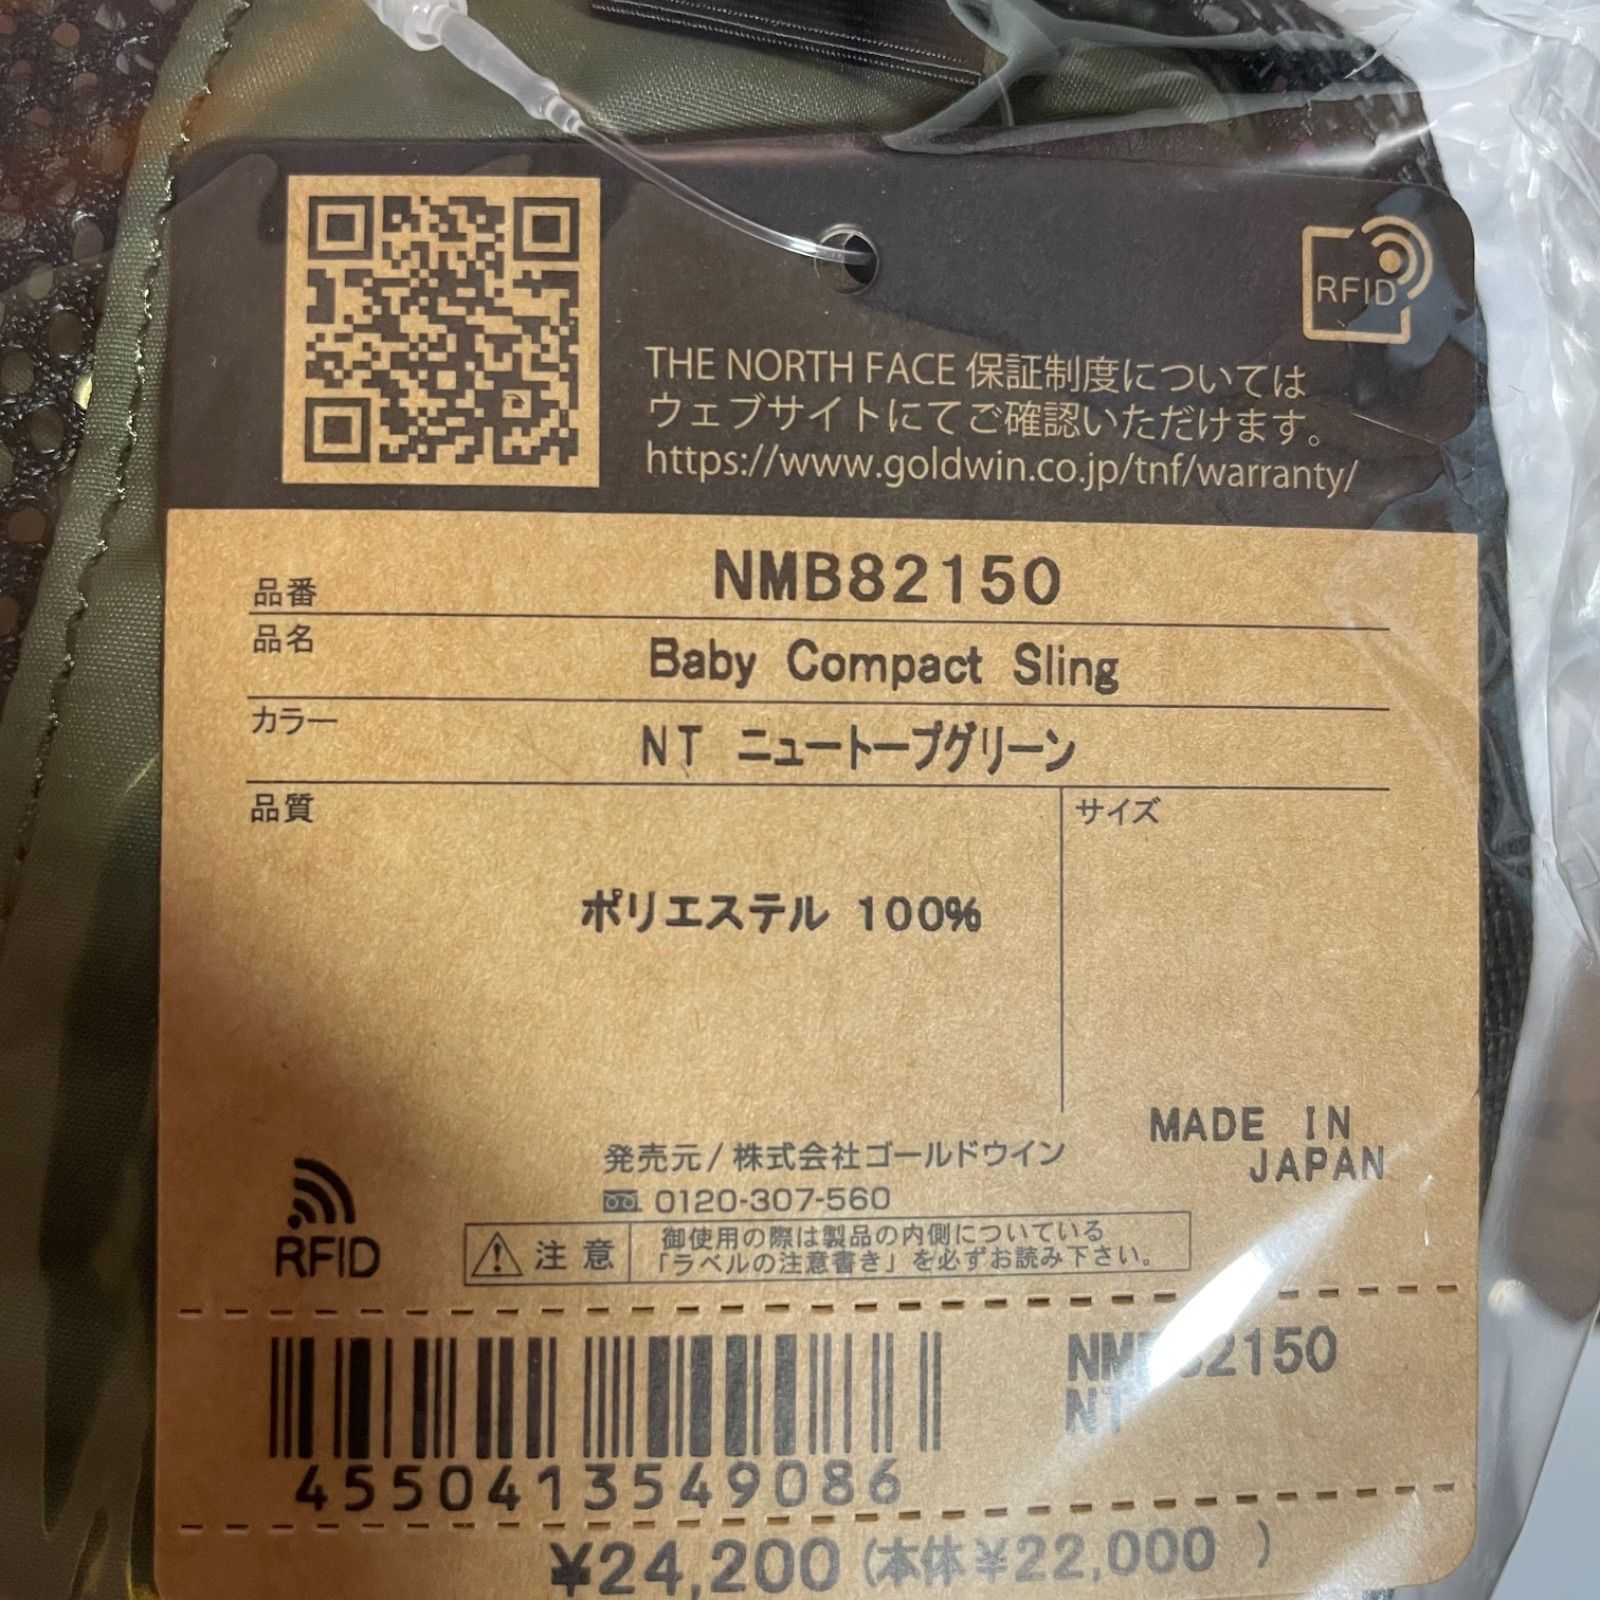 RFID
THE NORTH FACE 保証制度については
ウェブサイトにてご確認いただけます。
https://www.goldwin.co.jp/tnf/warranty/
品番 NMB82150
品名 Baby Compact Sling
カラー NT ニュートープグリーン
品質 サイズ
ポリエステル 100%
MADE IN
JAPAN
発売元/株式会社ゴールドウイン
0120-307-560
RFID
注意
御使用の際は製品の内側についている
「ラベルの注意書き」を必ずお読み下さい。
NMB82150
NT
4550413549086
¥24,200(本体¥22,000 )